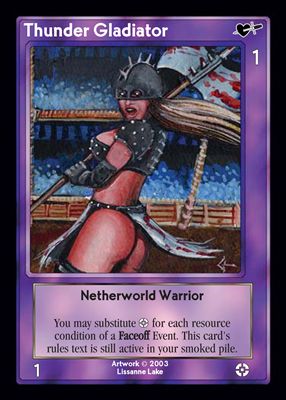 Thunder Gladiator
1
Netherworld Warrior
You may substitute for each resource
condition of a Faceoff Event. This card's
rules text is still active in your smoked pile.
1
Artwork © 2003
Lissanne Lake